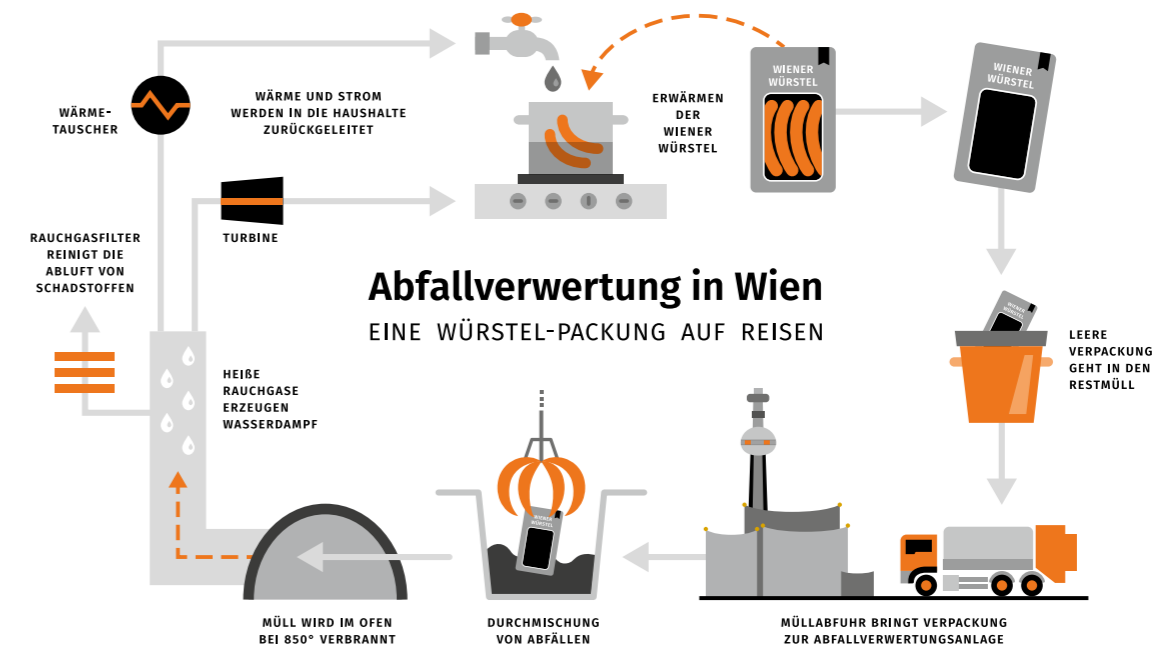 Abfallverwertung in Wien
EINE WÜRSTEL-PACKUNG AUF REISEN
WIENER
WÜRSTEL
ERWÄRMEN
DER
WIENER
WÜRSTEL
WIENER
WÜRSTEL
WIENER
WÜRSTEL
LEERE
VERPACKUNG
GEHT IN DEN
RESTMÜLL
MÜLLABFUHR BRINGT VERPACKUNG
ZUR ABFALLVERWERTUNGSANLAGE
WIENER
WÜRSTEL
DURCHMISCHUNG
VON ABFÄLLEN
MÜLL WIRD IM OFEN
BEI 850° VERBRANNT
HEIßE
RAUCHGASE
ERZEUGEN
WASSERDAMPF
RAUCHGASFILTER
REINIGT DIE
ABLUFT VON
SCHADSTOFFEN
TURBINE
WÄRME-
TAUSCHER
WÄRME UND STROM
WERDEN IN DIE HAUSHALTE
ZURÜCKGELEITET